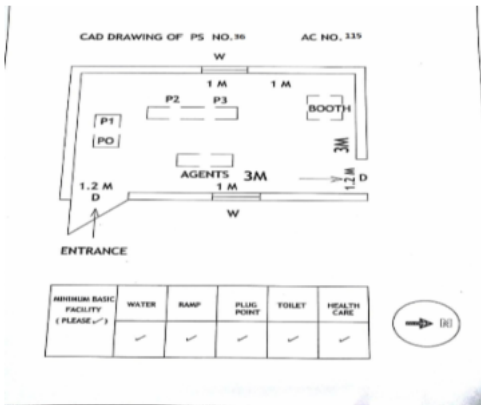 CAD DRAWING OF PS NO.36 AC NO.115
W
1 M 1 M
P2 P3
BOOTH
P1
PO
3M
AGENTS 3M
1.2 M 1 M 1.2 M D
D
W
ENTRANCE
MINIMUM BASIC FACILITY ( PLEASE ✓ ) WATER RAMP PLUG POINT TOILET HEALTH CARE
✓ ✓ ✓ ✓ ✓